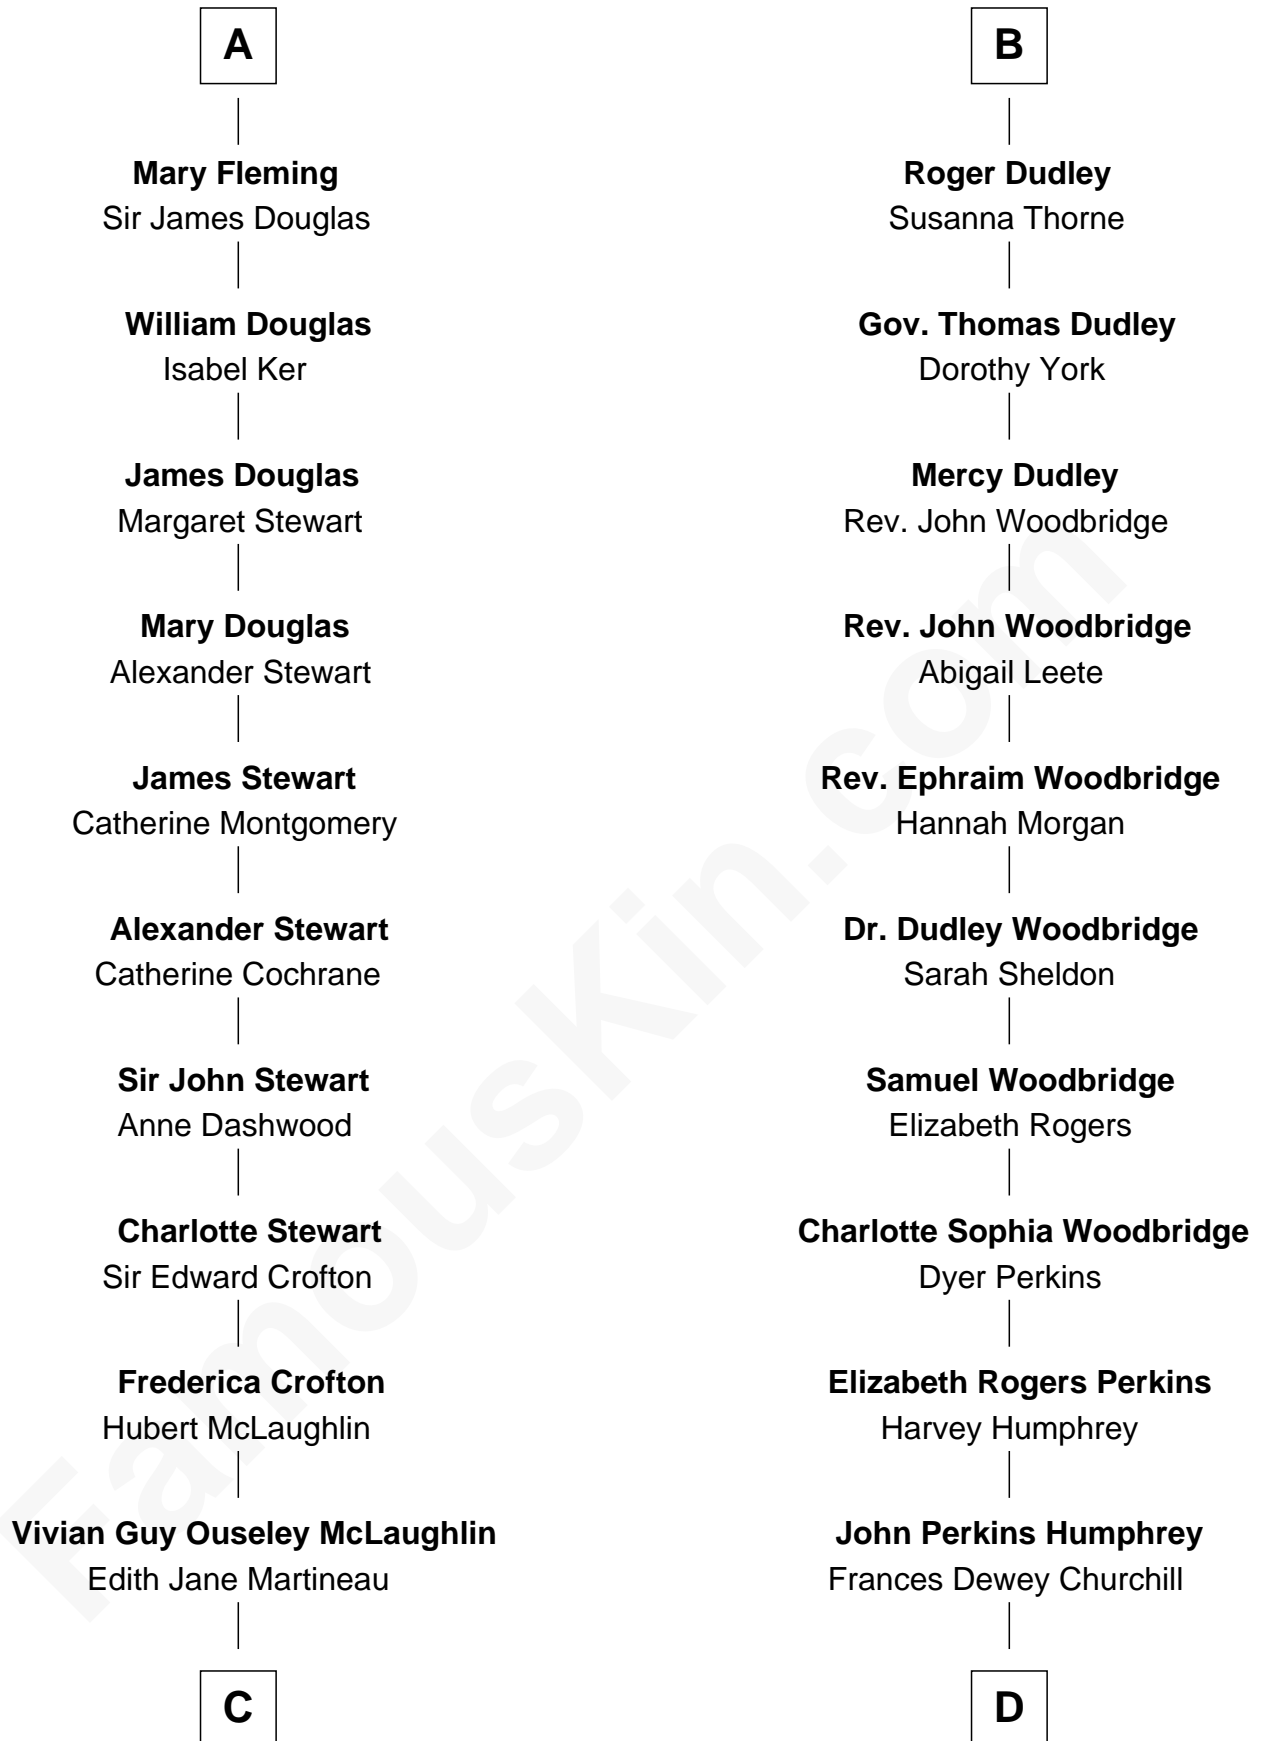 A
Mary Fleming
Sir James Douglas
William Douglas
Isabel Ker
James Douglas
Margaret Stewart
Mary Douglas
Alexander Stewart
James Stewart
Catherine Montgomery
Alexander Stewart
Catherine Cochrane
Sir John Stewart
Anne Dashwood
Charlotte Stewart
Sir Edward Crofton
Frederica Crofton
Hubert McLaughlin
Vivian Guy Ouseley McLaughlin
Edith Jane Martineau
C
B
Roger Dudley
Susanna Thorne
Gov. Thomas Dudley
Dorothy York
Mercy Dudley
Rev. John Woodbridge
Rev. John Woodbridge
Abigail Leete
Rev. Ephraim Woodbridge
Hannah Morgan
Dr. Dudley Woodbridge
Sarah Sheldon
Samuel Woodbridge
Elizabeth Rogers
Charlotte Sophia Woodbridge
Dyer Perkins
Elizabeth Rogers Perkins
Harvey Humphrey
John Perkins Humphrey
Frances Dewey Churchill
D
FamousKin.com